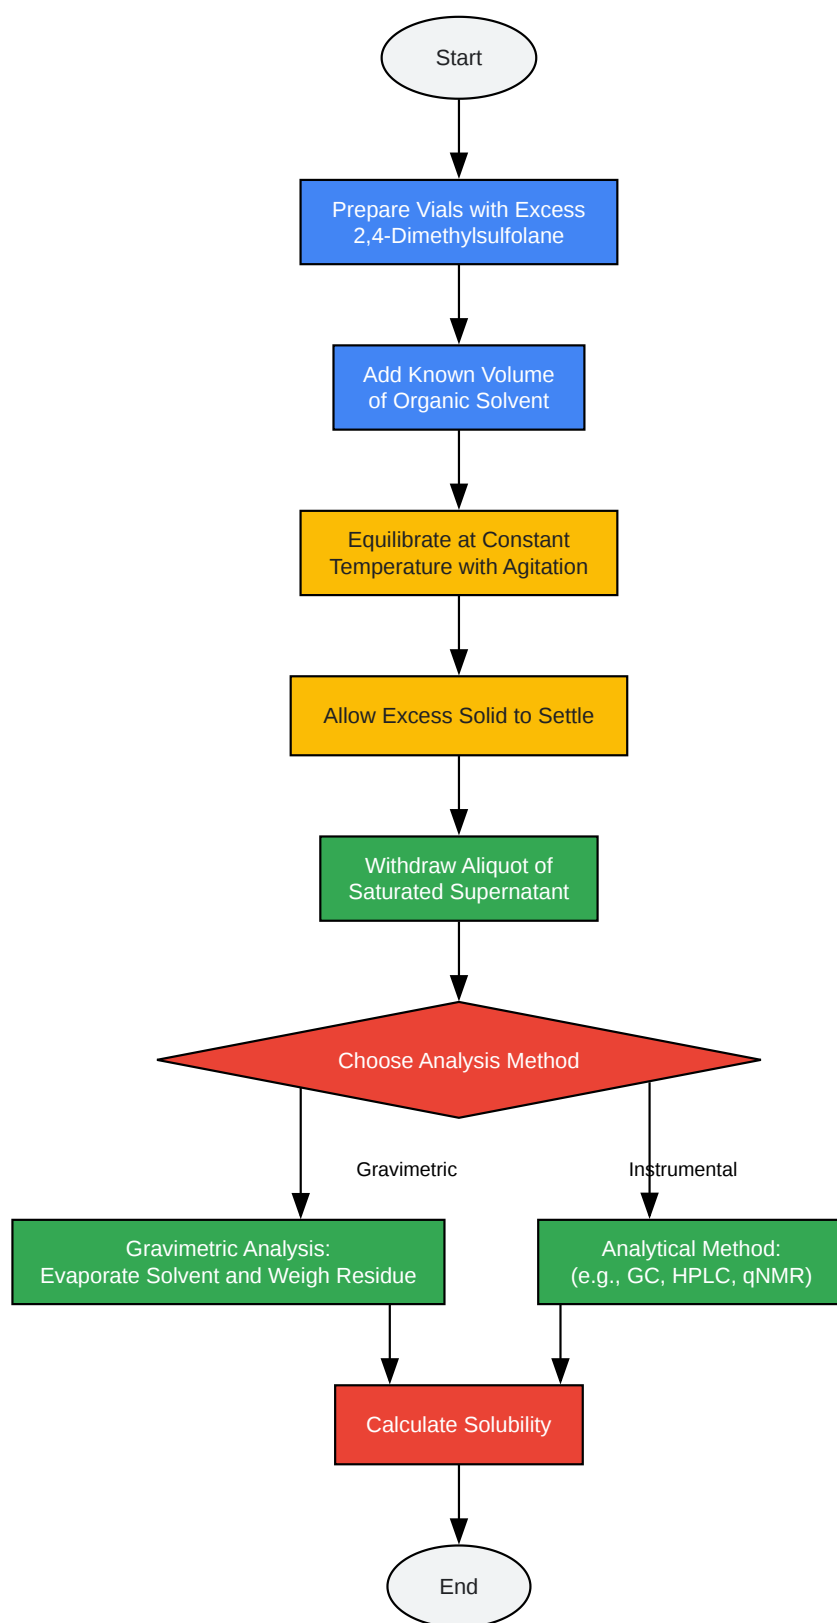 Start
Prepare Vials with Excess
2,4-Dimethylsulfolane
Add Known Volume
of Organic Solvent
Equilibrate at Constant
Temperature with Agitation
Allow Excess Solid to Settle
Withdraw Aliquot of
Saturated Supernatant
Choose Analysis Method
Gravimetric
Instrumental
Gravimetric Analysis:
Evaporate Solvent and Weigh Residue
Analytical Method:
(e.g., GC, HPLC, qNMR)
Calculate Solubility
End